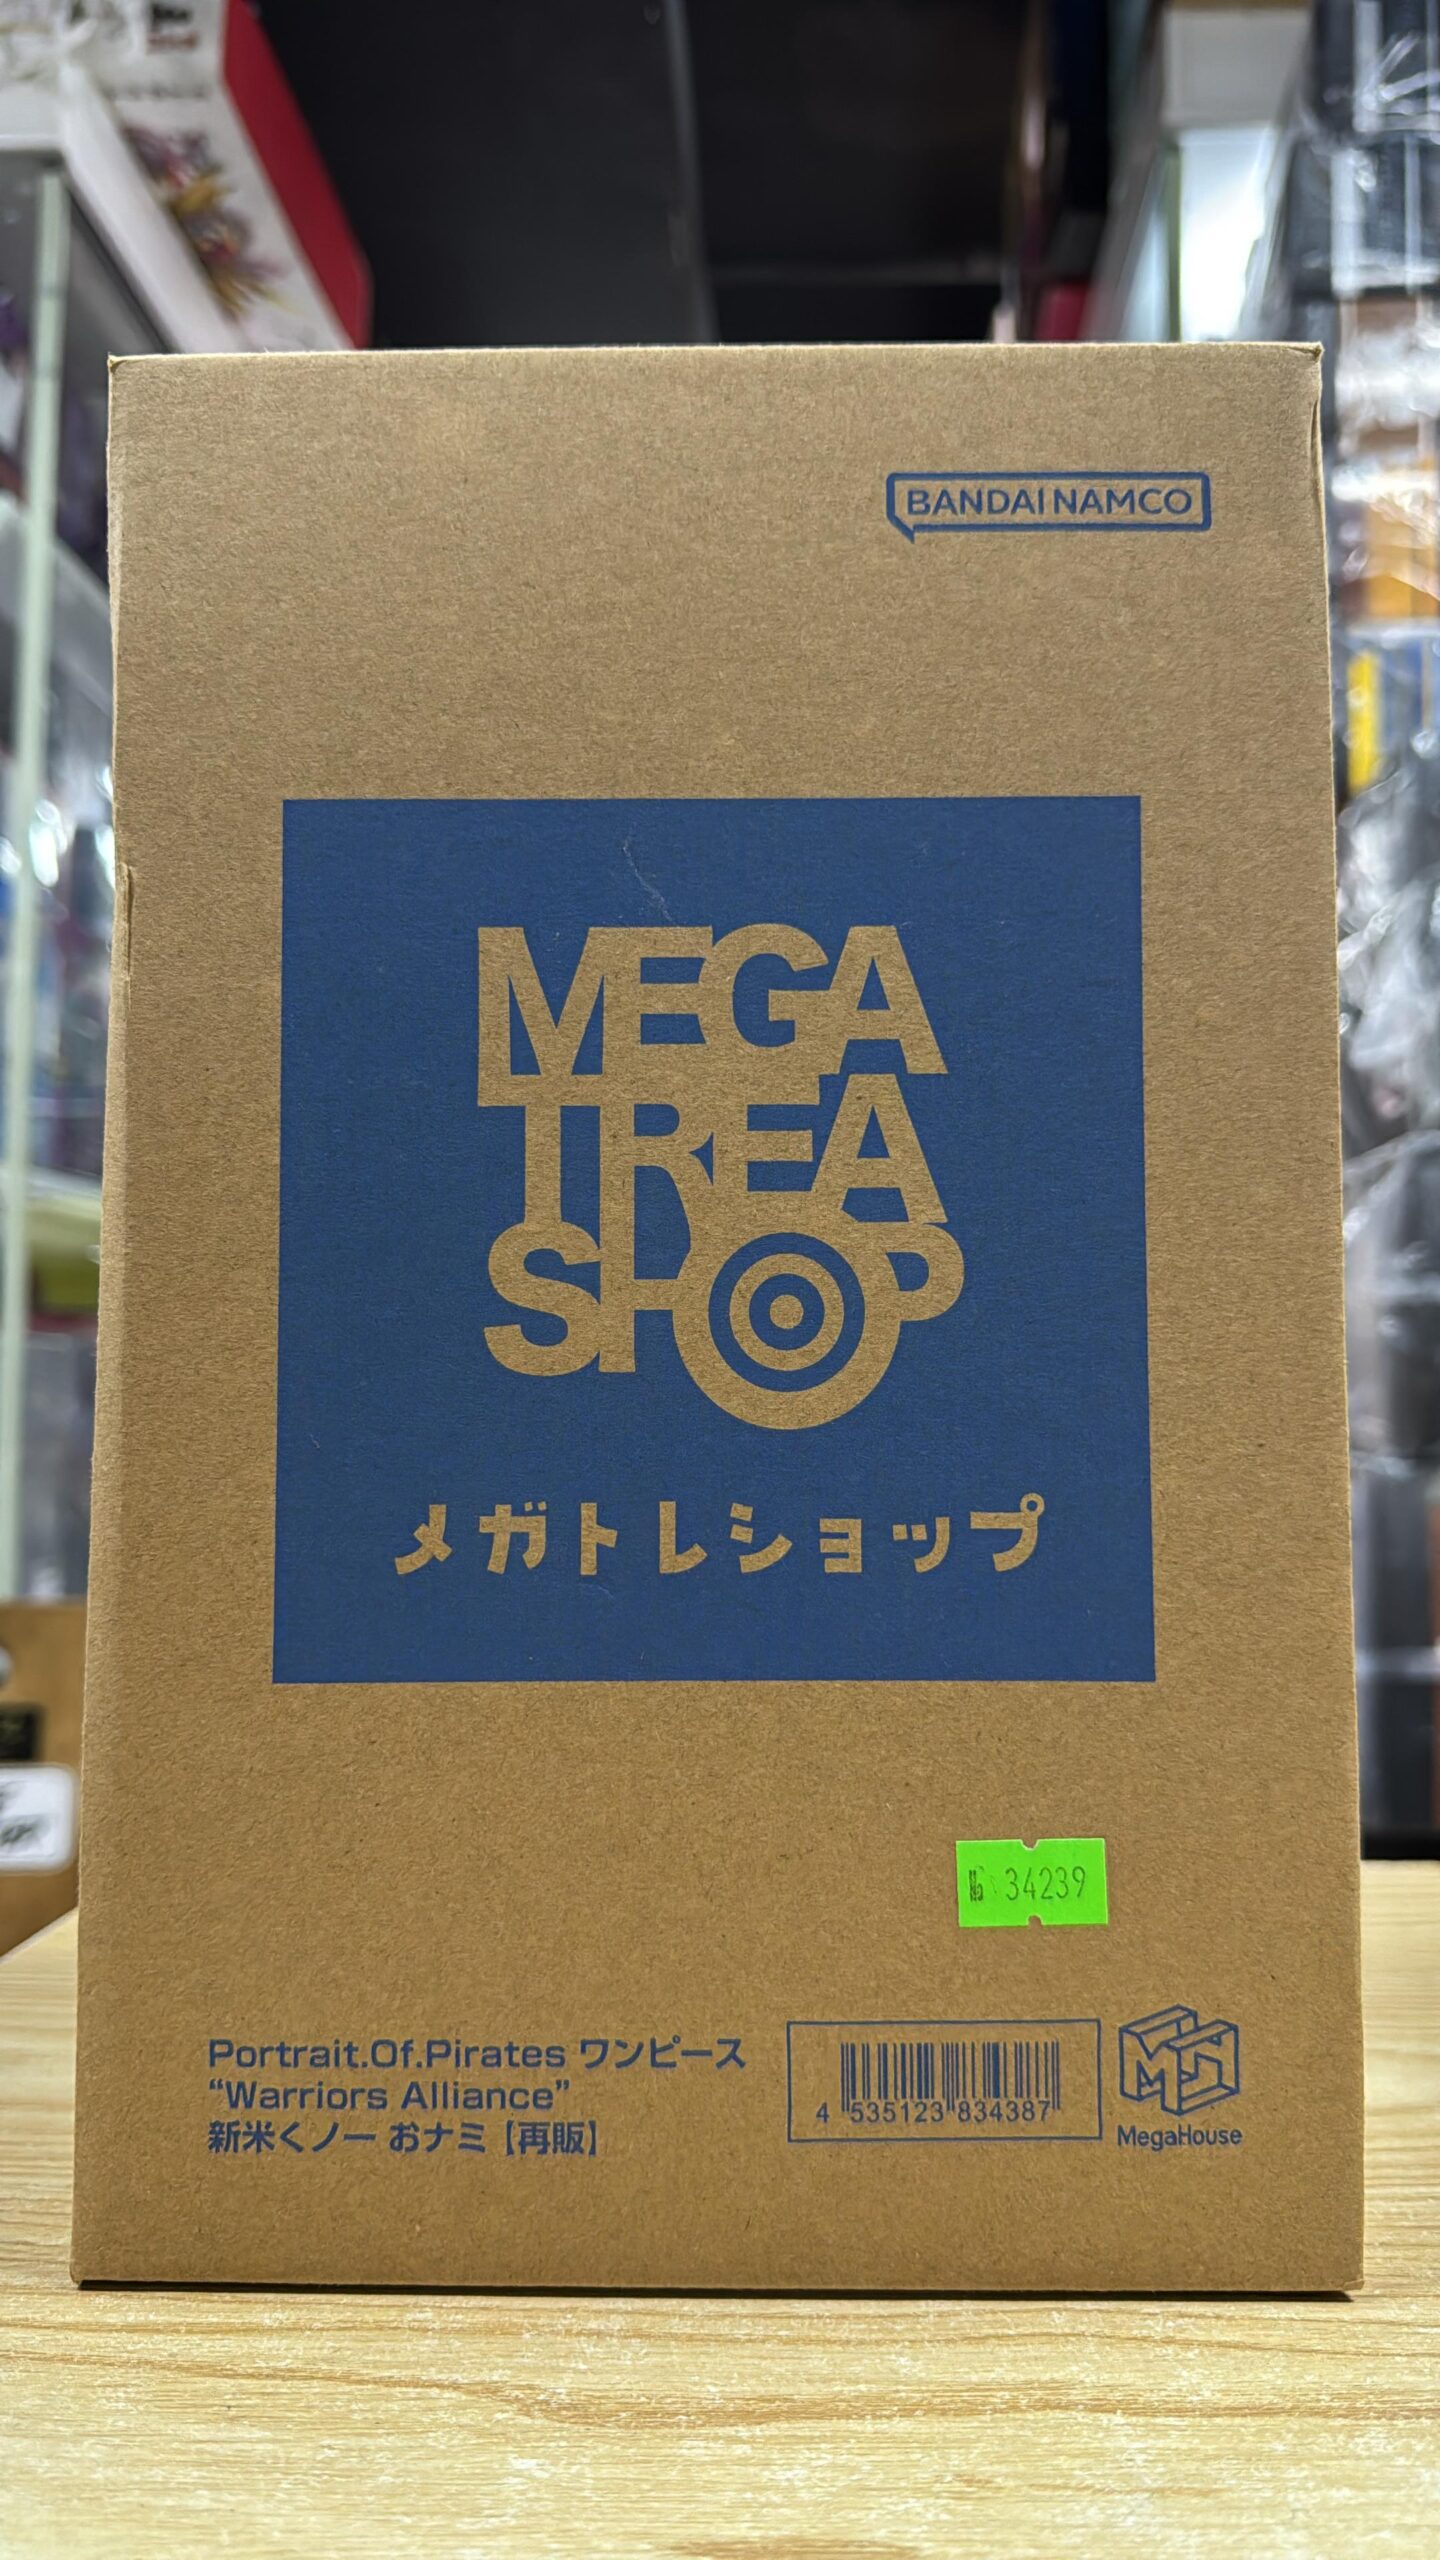 BANDAI NAMCO
MEGA
TREA
SHOP
メガトレショップ
34239
Portrait.Of.Pirates ワンピース
“Warriors Alliance”
新米くノ一 おナミ【再販】
4 535123 834387
MegaHouse